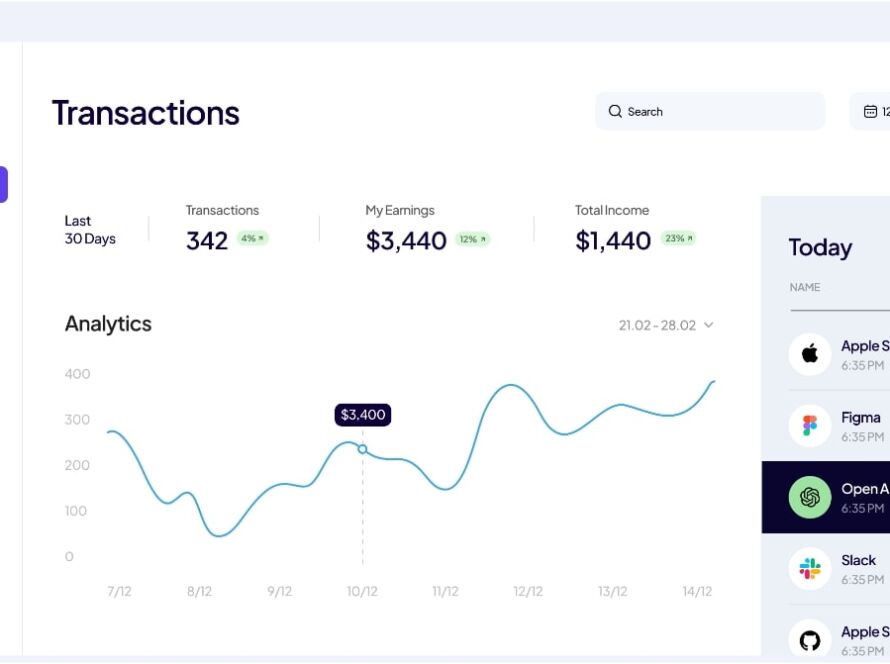 Transactions
Search
12
Last
30 Days
Transactions
342 4%
My Earnings
$3,440 12%
Total Income
$1,440 23%
Analytics
21.02 - 28.02
400
300
200
100
0
$3,400
7/12 8/12 9/12 10/12 11/12 12/12 13/12 14/12
Today
NAME
Apple S
6:35 PM
Figma
6:35 PM
Open A
6:35 PM
Slack
6:35 PM
Apple S
6:35 PM